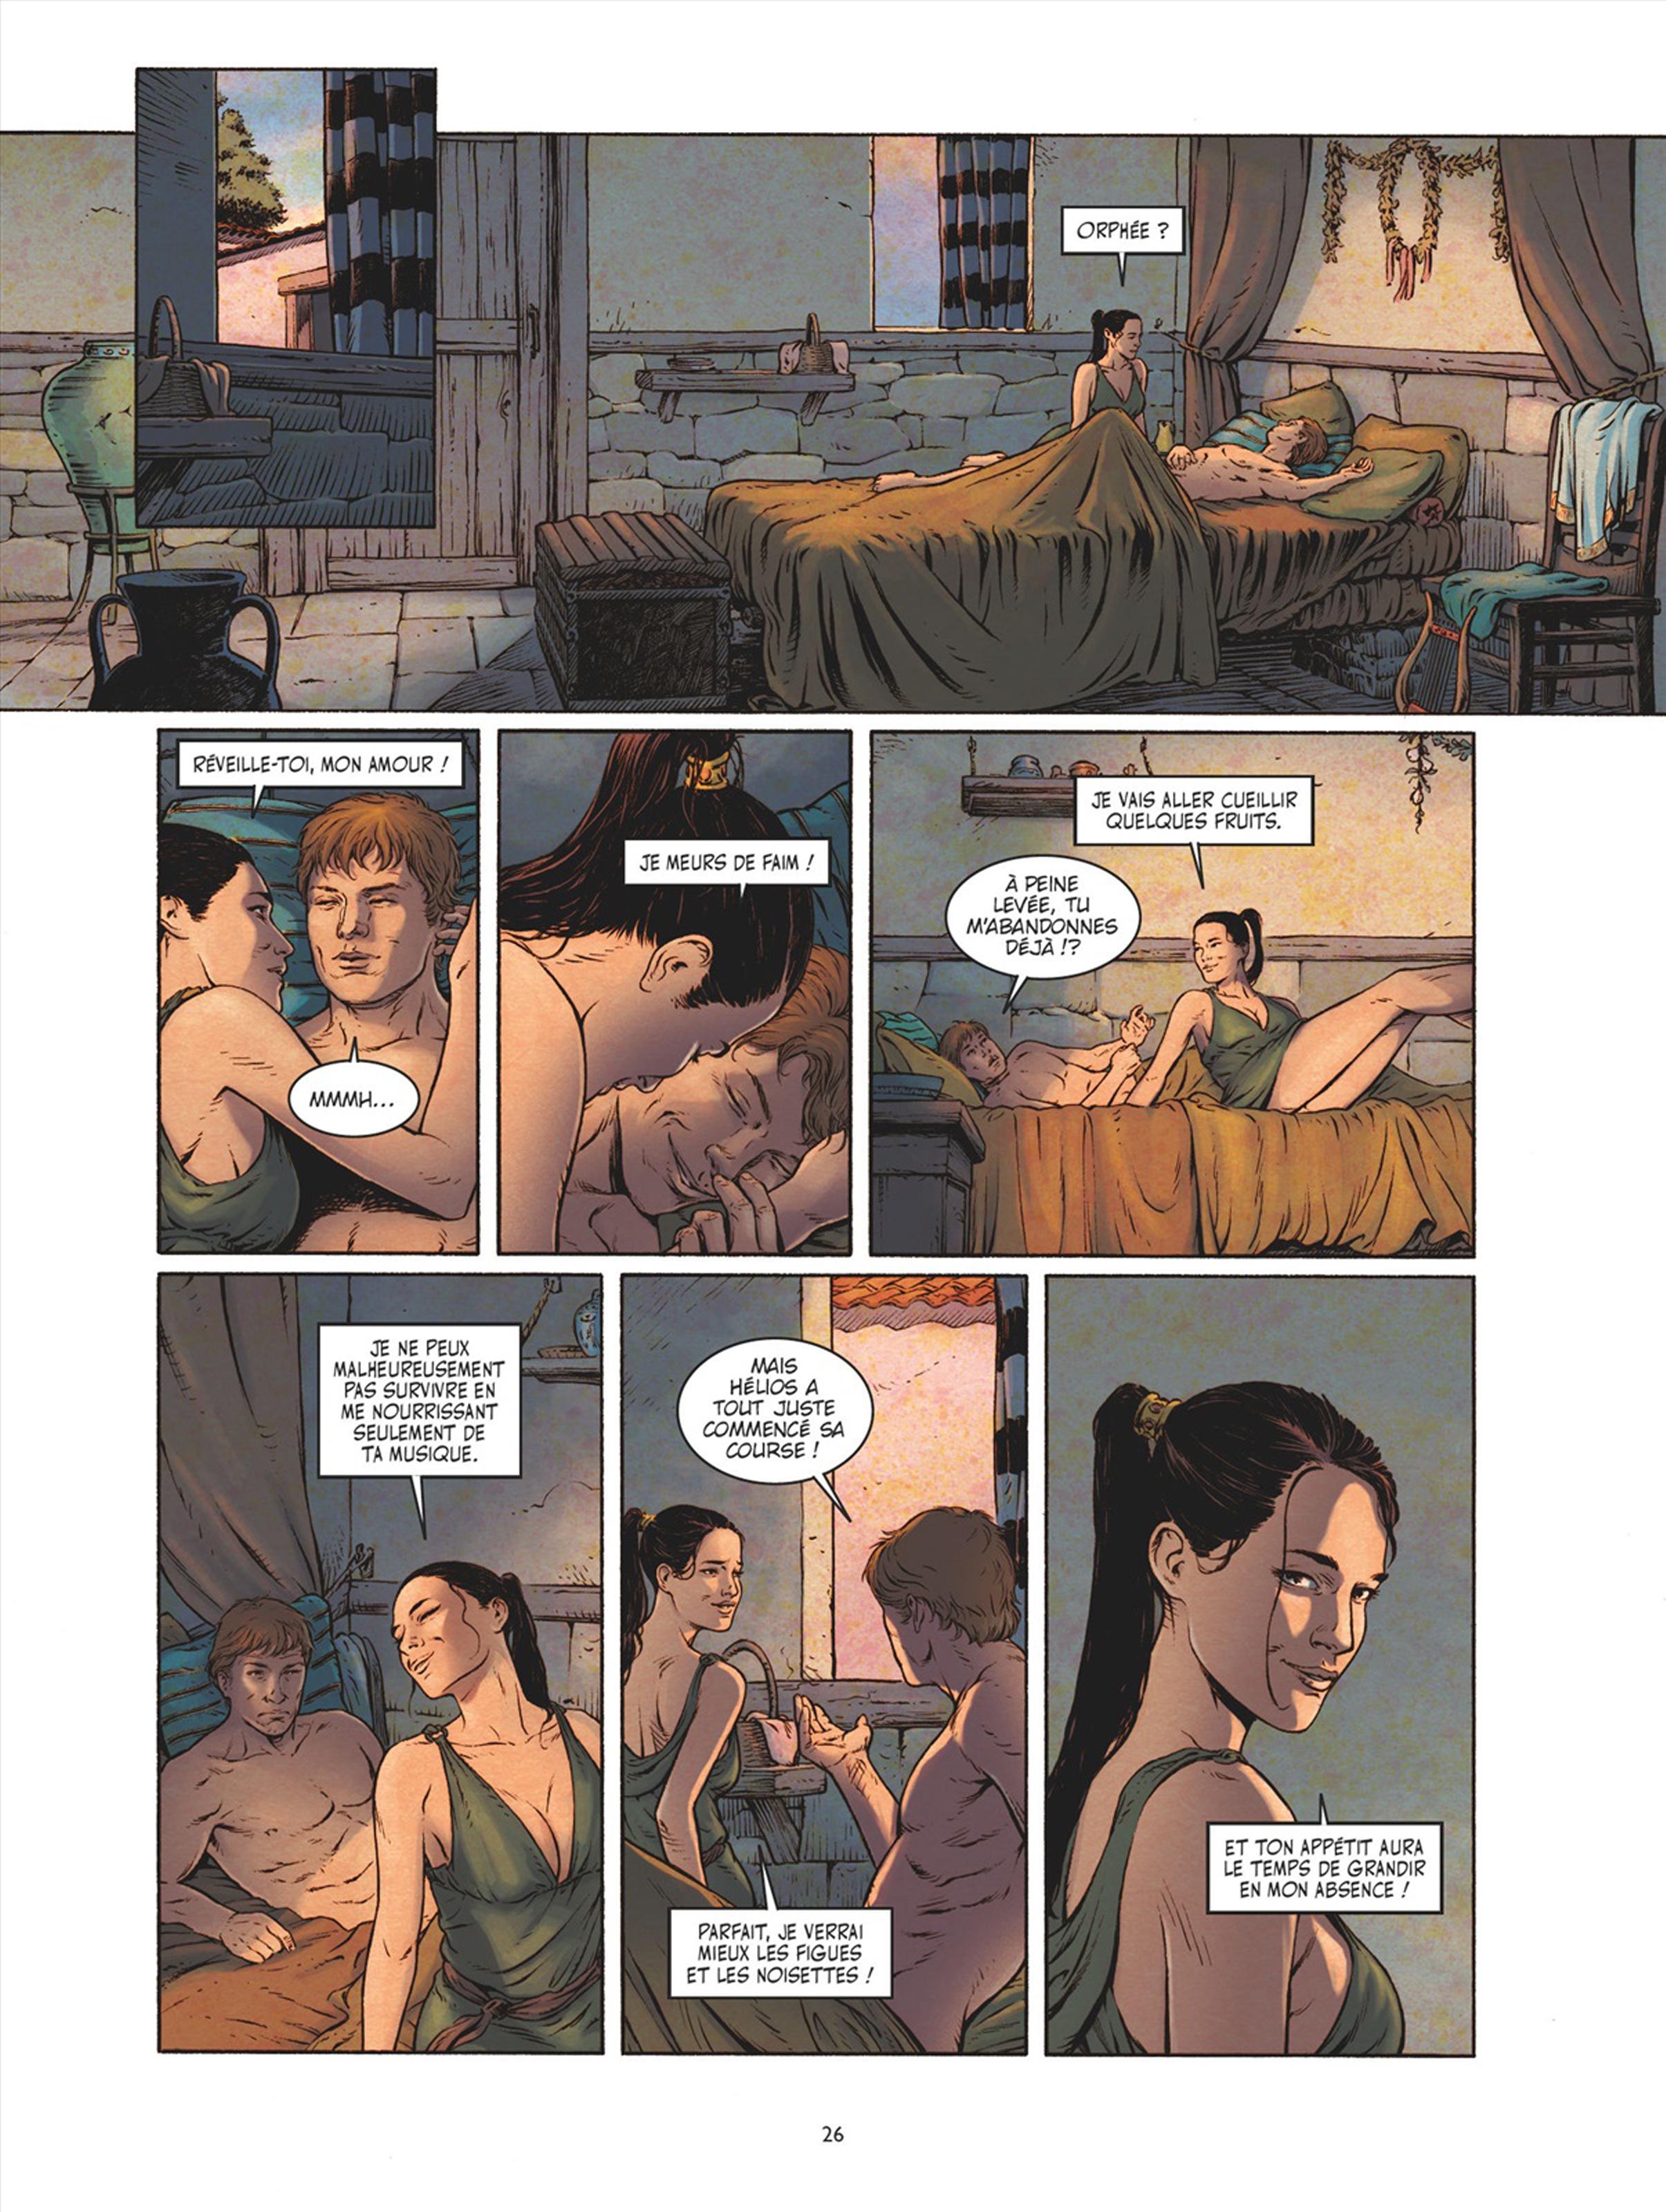 ORPHÉE ?
RÉVEILLE-TOI, MON AMOUR !
MMMH...
JE MEURS DE FAIM !
JE VAIS ALLER CUEILLIR
QUELQUES FRUITS.
À PEINE
LEVÉE, TU
M'ABANDONNES
DÉJÀ !?
JE NE PEUX
MALHEUREUSEMENT
PAS SURVIVRE EN
ME NOURRISSANT
SEULEMENT DE
TA MUSIQUE.
MAIS
HÉLIOS A
TOUT JUSTE
COMMENCÉ SA
COURSE !
PARFAIT, JE VERRAI
MIEUX LES FIGUES
ET LES NOISETTES !
ET TON APPÉTIT AURA
LE TEMPS DE GRANDIR
EN MON ABSENCE !
26